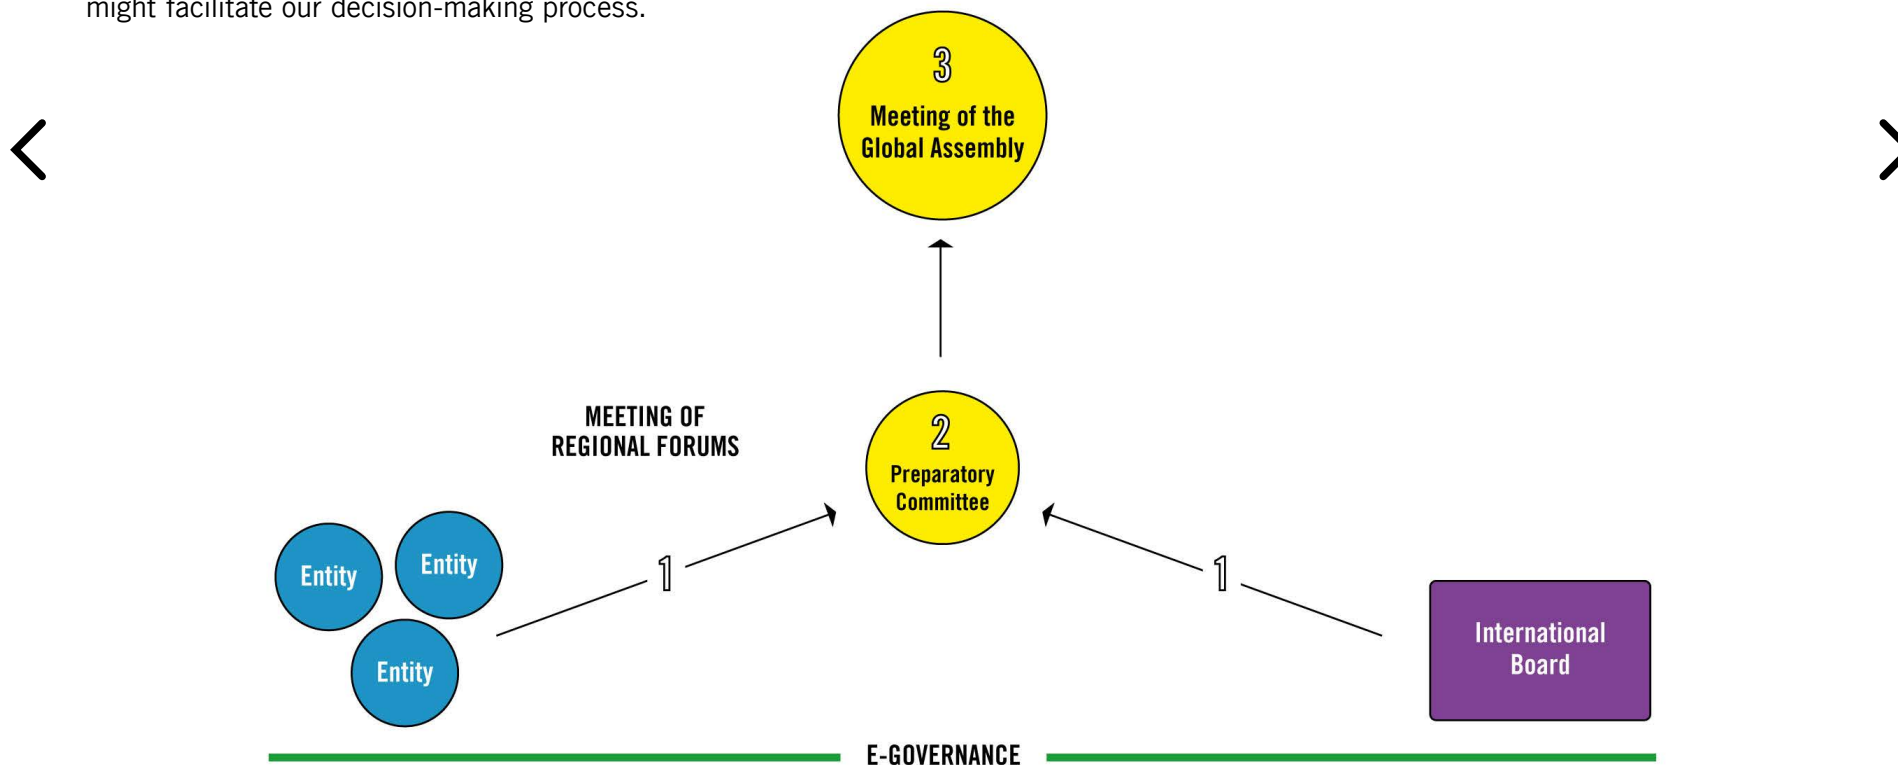 might facilitate our decision-making process.
3
Meeting of the
Global Assembly
MEETING OF
REGIONAL FORUMS
2
Preparatory
Committee
Entity
Entity
Entity
1
1
International
Board
E-GOVERNANCE